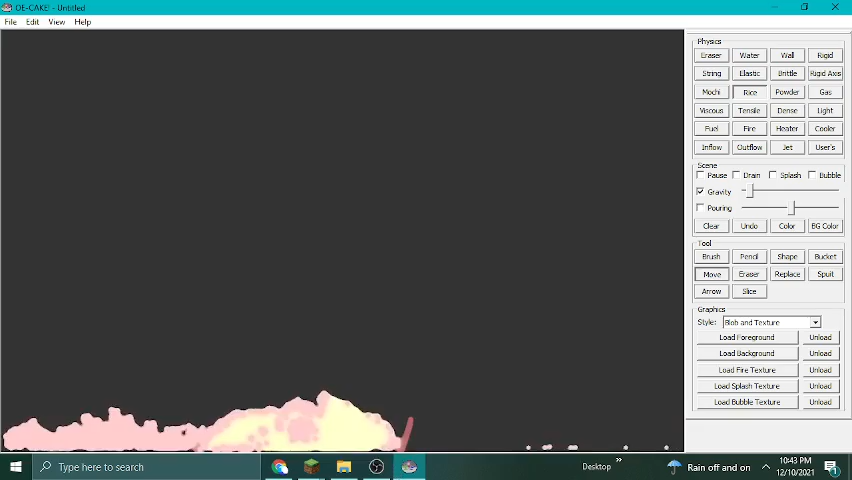 OE-CAKE! - Untitled
File Edit View Help
Physics
Eraser Water Wall Rigid
String Elastic Brittle Rigid Axis
Mochi Rice Powder Gas
Viscous Tensile Dense Light
Fuel Fire Heater Cooler
Inflow Outflow Jet User's
Scene
Pause Drain Splash Bubble
Gravity
Pouring
Clear Undo Color BG Color
Tool
Brush Pencil Shape Bucket
Move Eraser Replace Spuit
Arrow Slice
Graphics
Style: Blob and Texture
Load Foreground Unload
Load Background Unload
Load Fire Texture Unload
Load Splash Texture Unload
Load Bubble Texture Unload
Type here to search
Desktop »
Rain off and on
10:43 PM
12/10/2021
1